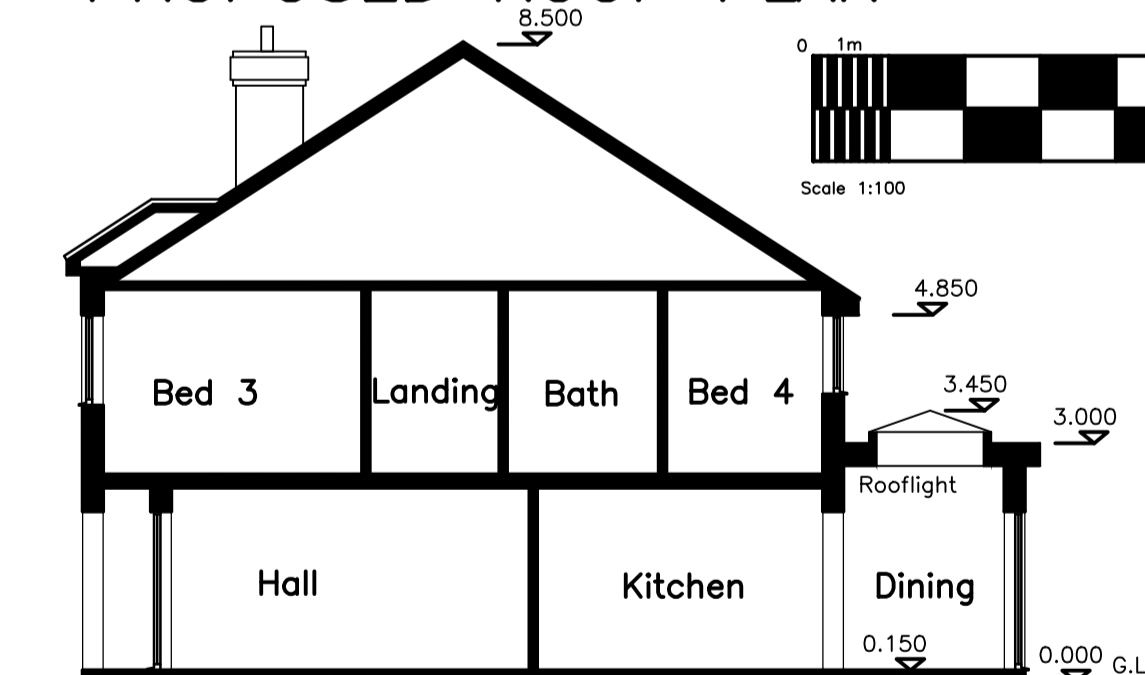 8.500
0 1m
Scale 1:100
4.850
3.450
3.000
Bed 3 Landing Bath Bed 4
Rooflight
Hall Kitchen Dining
0.150
0.000 G.L